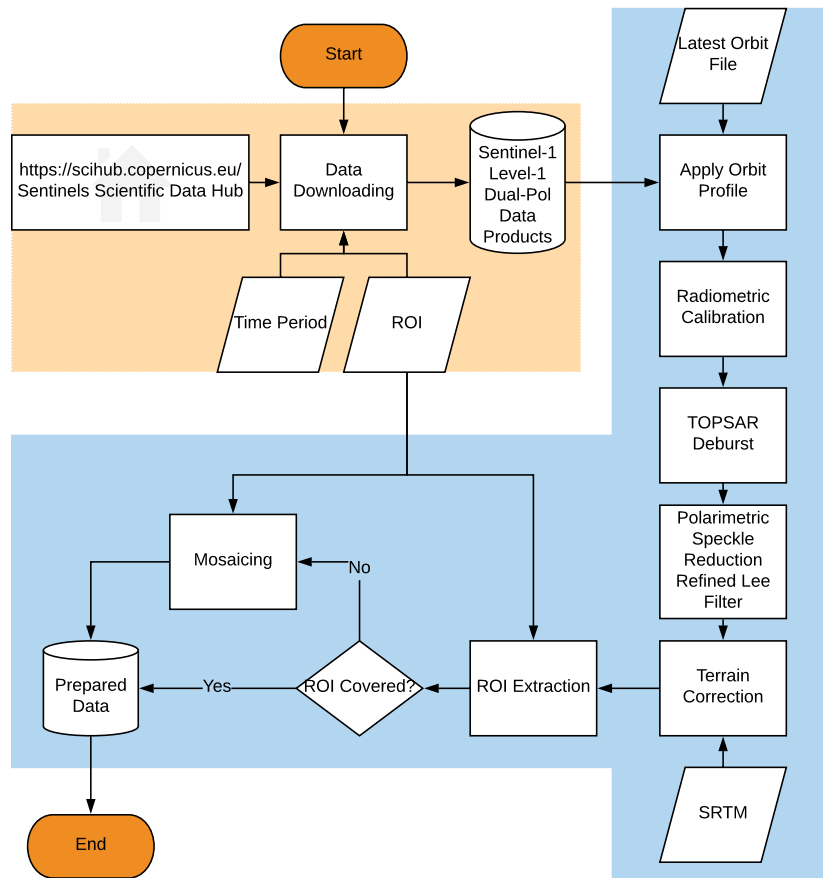 Start
Latest Orbit
File
https://scihub.copernicus.eu/
Sentinels Scientific Data Hub
Data
Downloading
Sentinel-1
Level-1
Dual-Pol
Data
Products
Apply Orbit
Profile
Time Period
ROI
Radiometric
Calibration
TOPSAR
Deburst
Polarimetric
Speckle
Reduction
Refined Lee
Filter
Mosaicing
No
Prepared
Data
Yes
ROI Covered?
ROI Extraction
Terrain
Correction
SRTM
End